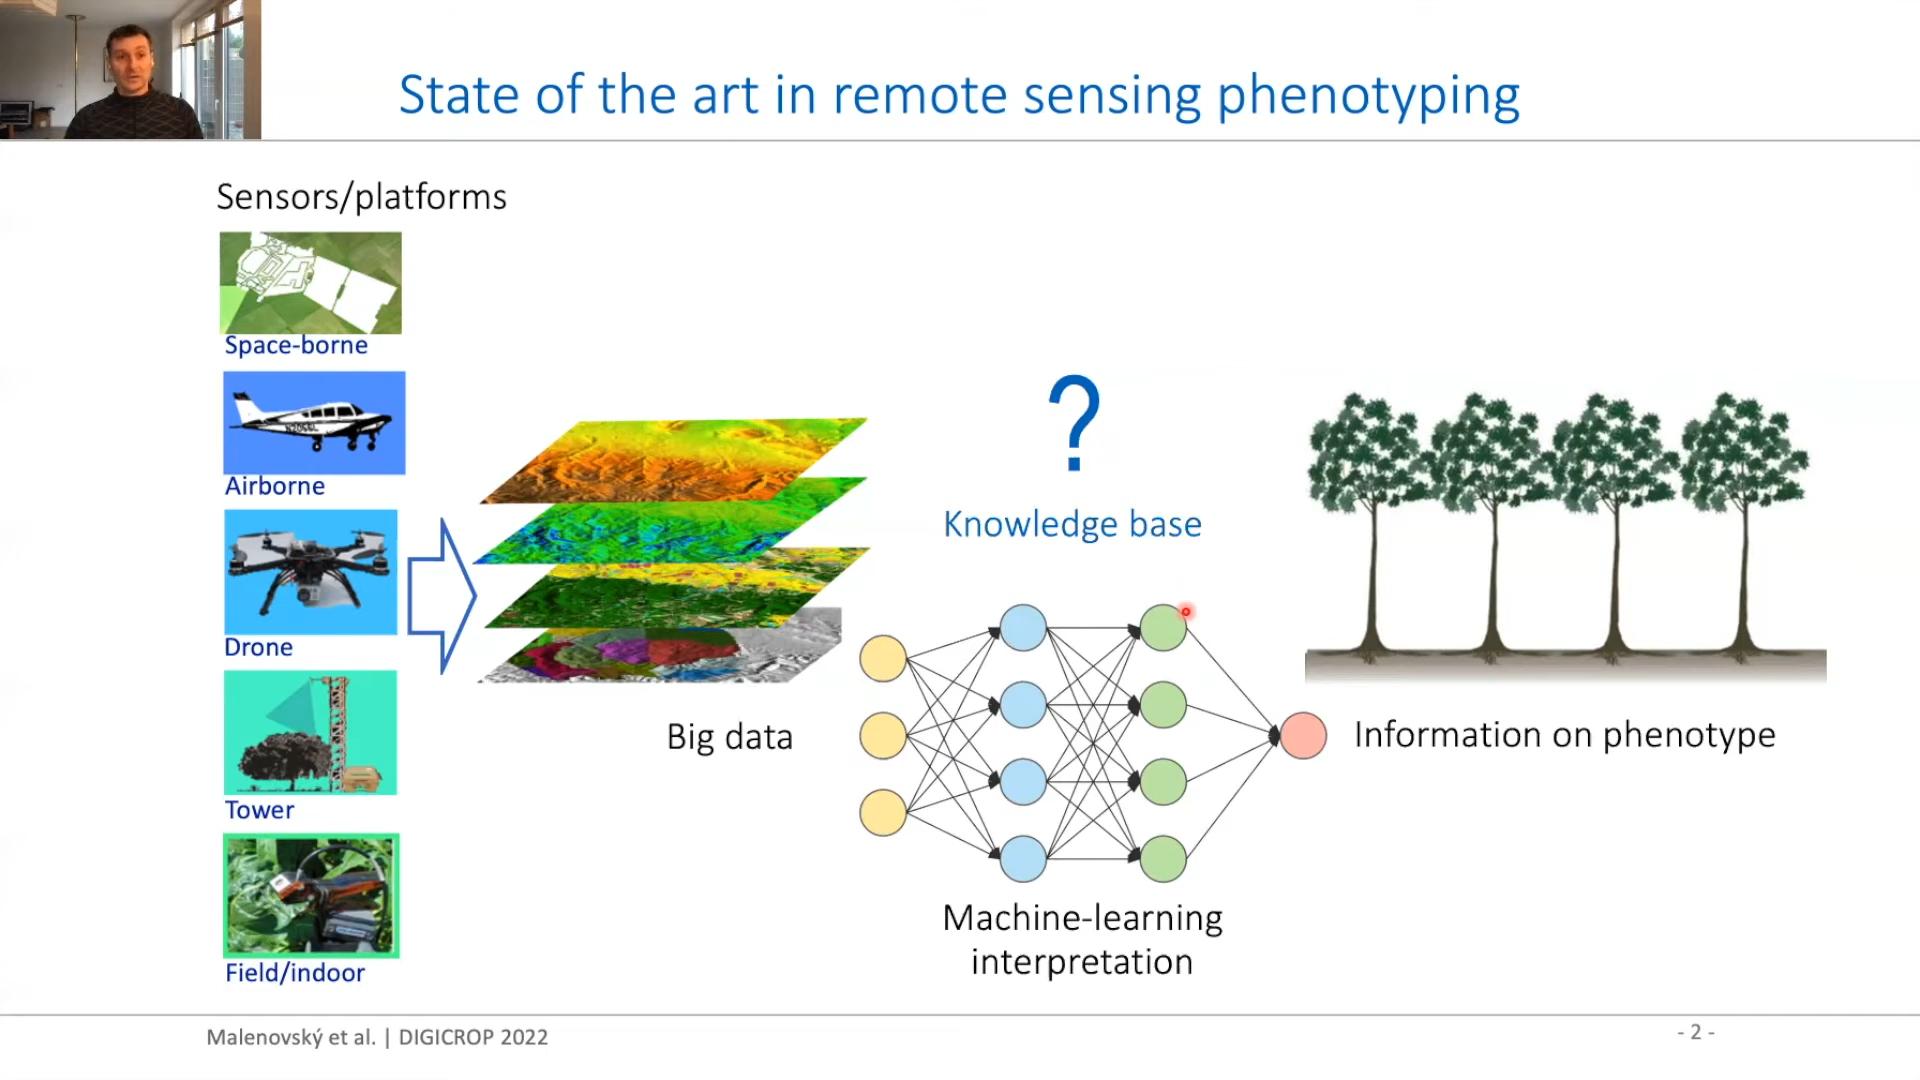 State of the art in remote sensing phenotyping
Sensors/platforms
Space-borne
Airborne
Drone
Tower
Field/indoor
Big data
?
Knowledge base
Machine-learning
interpretation
Information on phenotype
Malenovský et al. | DIGICROP 2022
- 2 -